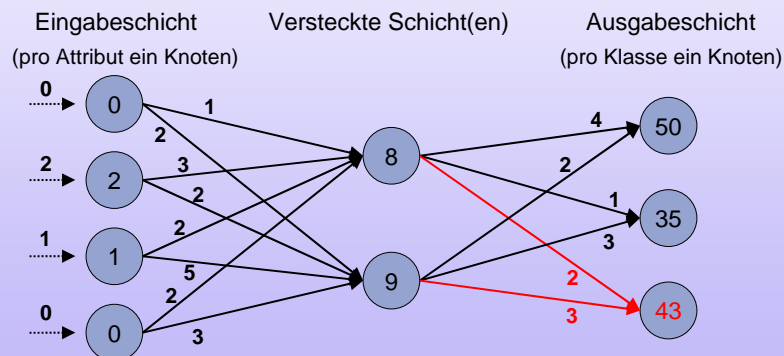 Eingabeschicht Versteckte Schicht(en) Ausgabeschicht
(pro Attribut ein Knoten) (pro Klasse ein Knoten)
0 0 1 4 50
2 8
2 2 3 2
2 1 35
1 1 2 3
5 9 2
0 2 3 43
0 3